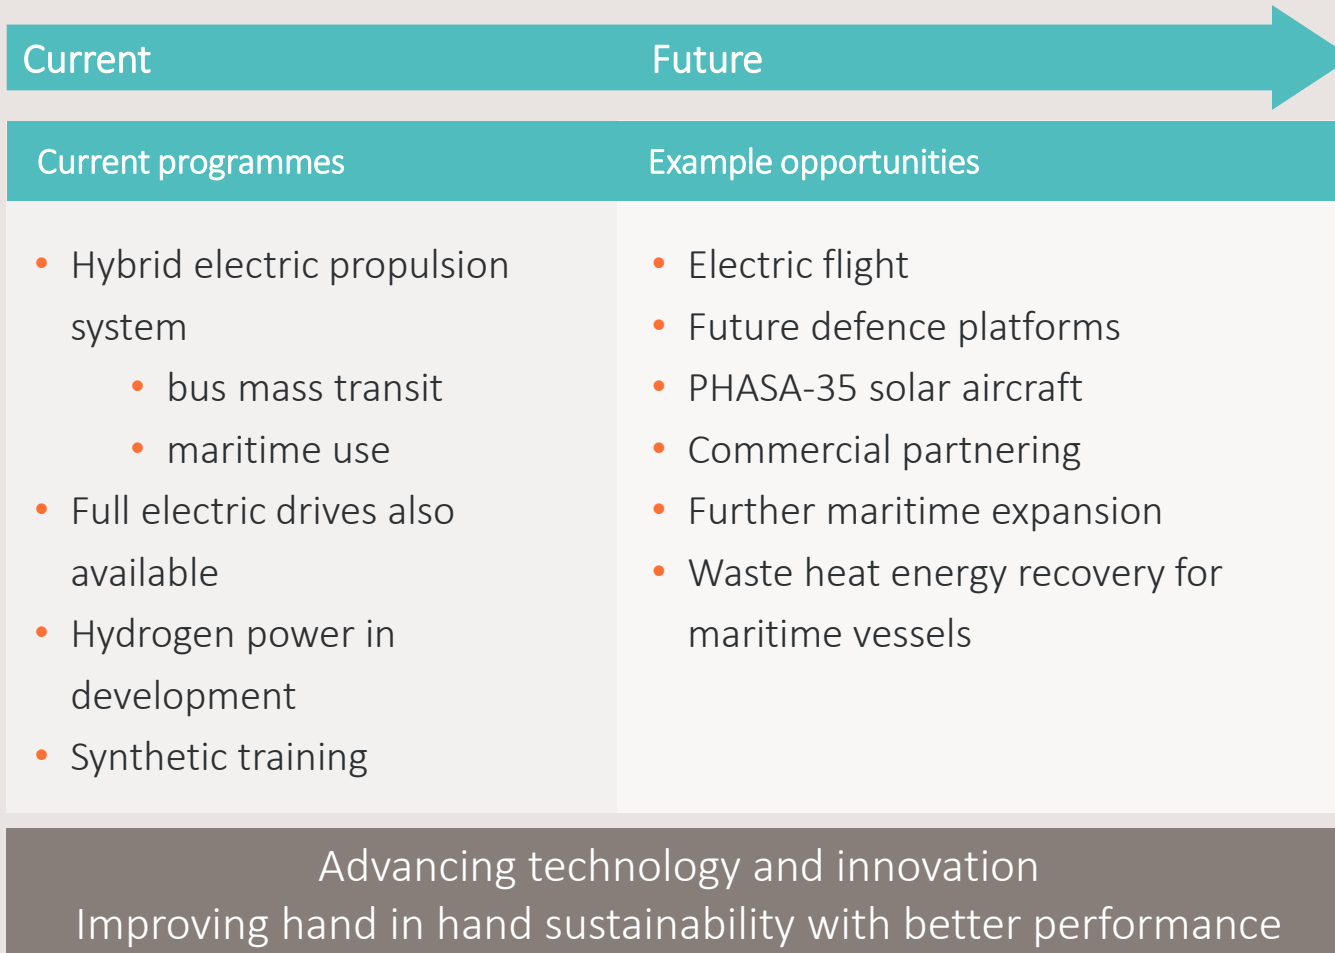 Current
Future
Current programmes
Example opportunities
• Hybrid electric propulsion
system
• bus mass transit
• maritime use
• Full electric drives also
available
• Hydrogen power in
development
• Synthetic training
• Electric flight
• Future defence platforms
• PHASA-35 solar aircraft
• Commercial partnering
• Further maritime expansion
• Waste heat energy recovery for
maritime vessels
Advancing technology and innovation
Improving hand in hand sustainability with better performance